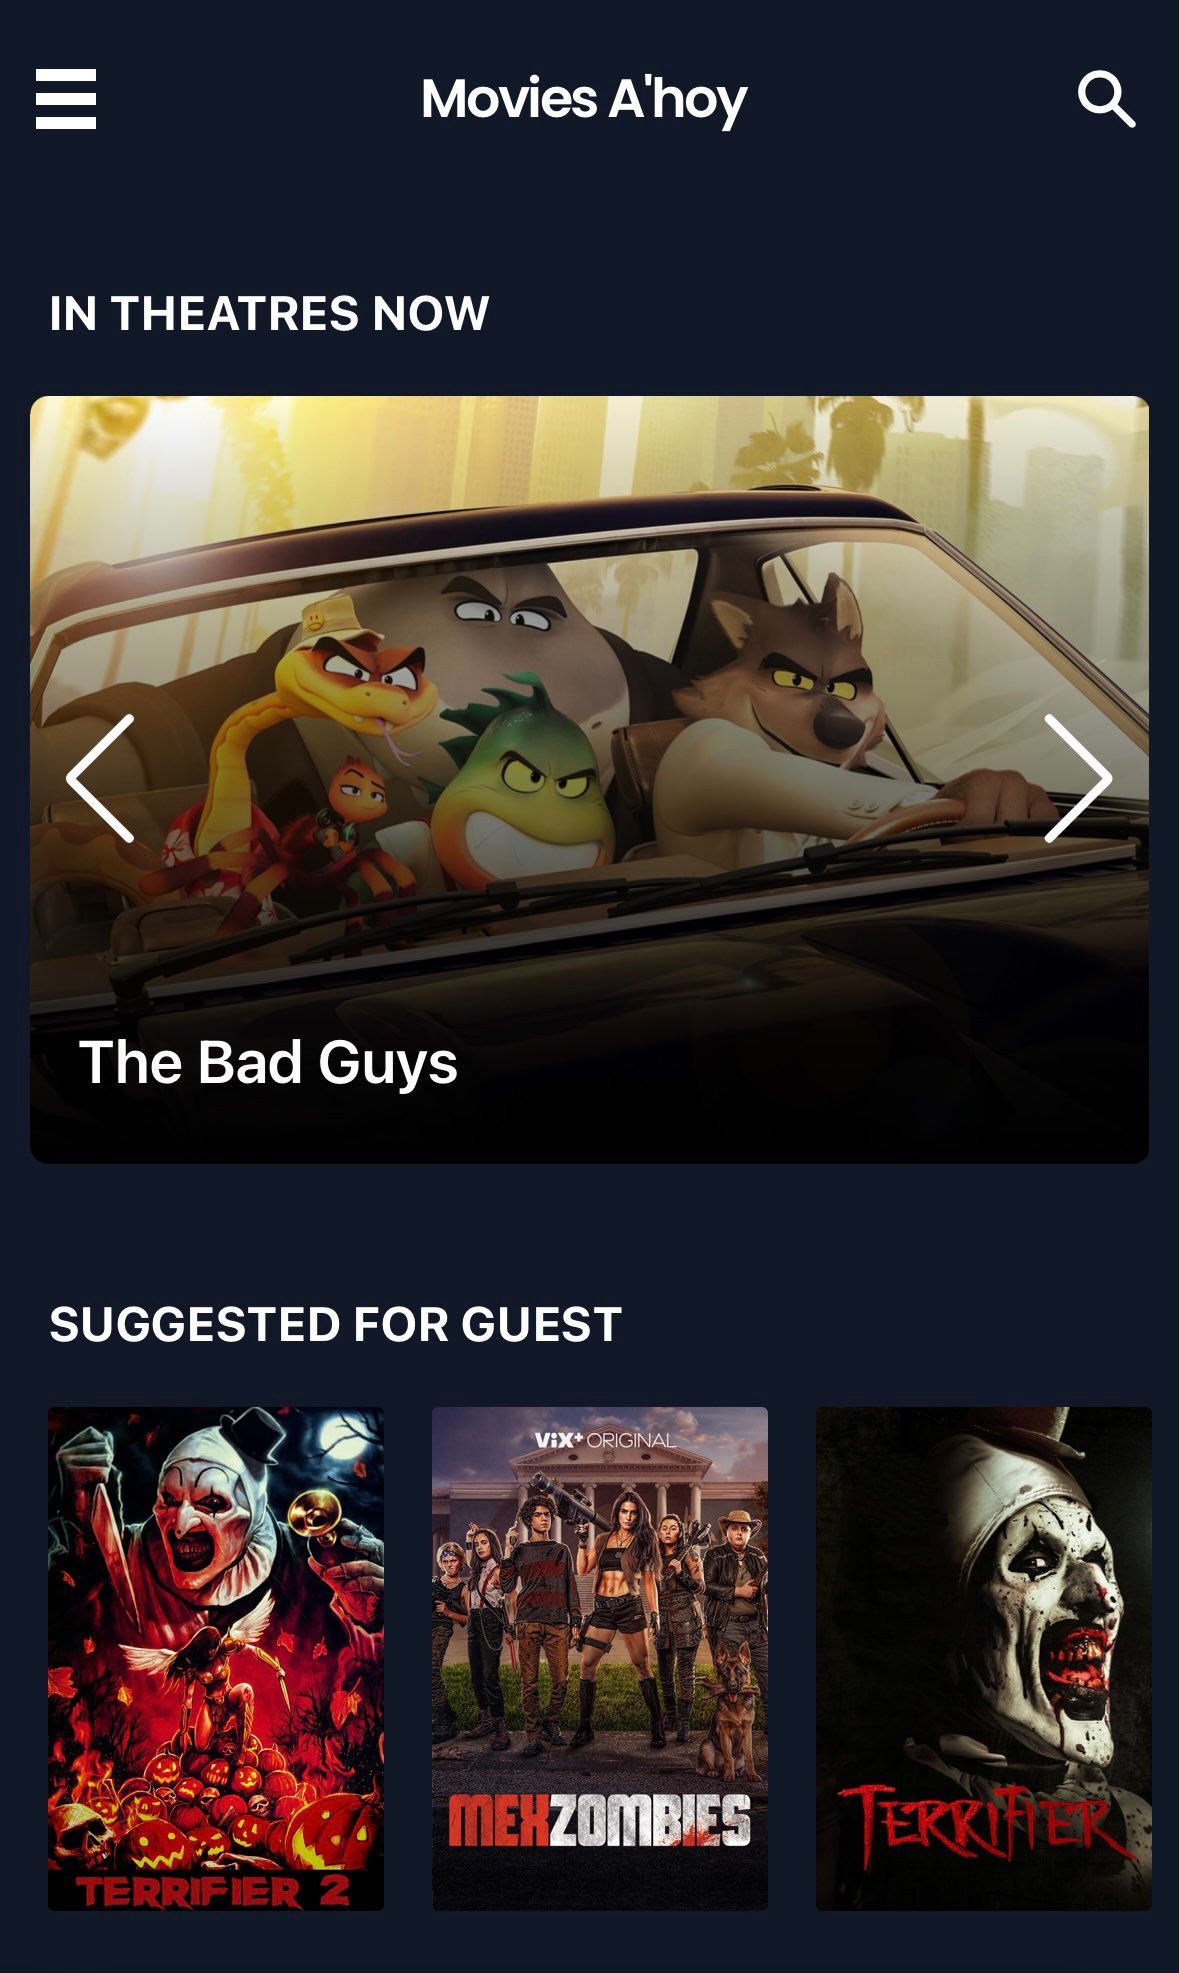 Movies A'hoy
IN THEATRES NOW
The Bad Guys
SUGGESTED FOR GUEST
TERRIFIER 2
ViX+ ORIGINAL
MEXZOMBIES
TERRIFIER